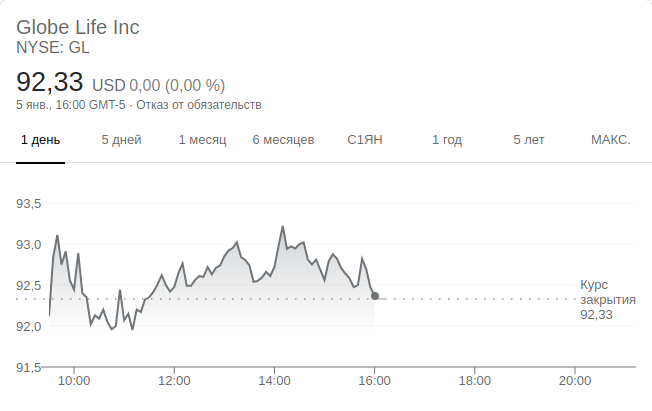 Globe Life Inc
NYSE: GL
92,33 USD 0,00 (0,00 %)
5 янв., 16:00 GMT-5 · Отказ от обязательств
1 день 5 дней 1 месяц 6 месяцев С1ЯН 1 год 5 лет МАКС.
93,5
93,0
92,5
92,0
91,5
Курс
закрытия
92,33
10:00 12:00 14:00 16:00 18:00 20:00